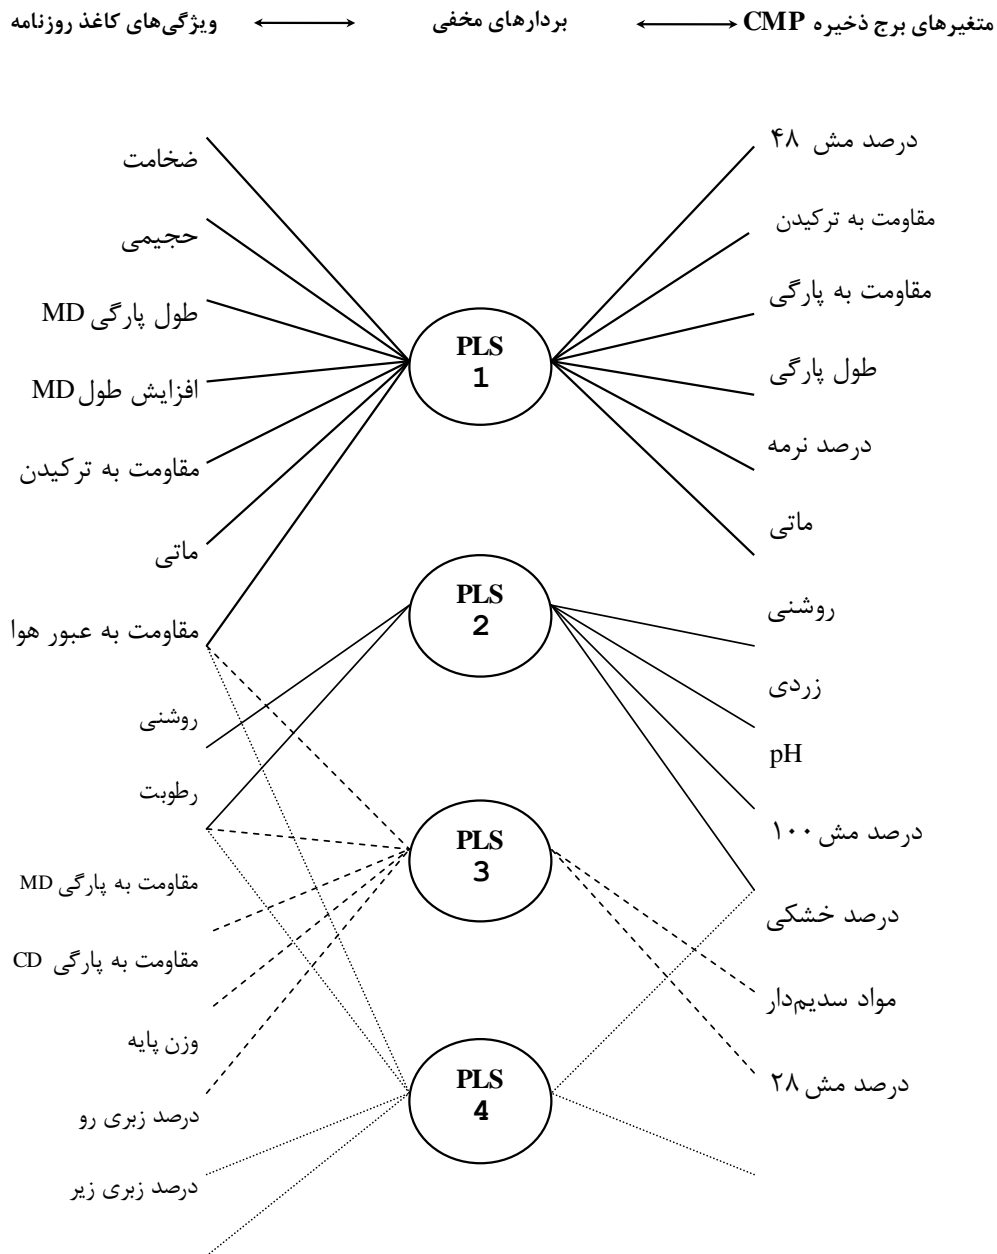 متغیرهای برج ذخیره CMP
بردارهای مخفی
ویژگی‌های کاغذ روزنامه
درصد مش ۴۸
مقاومت به ترکیدن
مقاومت به پارگی
طول پارگی
درصد نرمه
ماتی
روشنی
زردی
pH
درصد مش ۱۰۰
درصد خشکی
مواد سدیم‌دار
درصد مش ۲۸
PLS
1
PLS
2
PLS
3
PLS
4
ضخامت
حجیمی
طول پارگی MD
افزایش طول MD
مقاومت به ترکیدن
ماتی
مقاومت به عبور هوا
روشنی
رطوبت
مقاومت به پارگی MD
مقاومت به پارگی CD
وزن پایه
درصد زبری رو
درصد زبری زیر